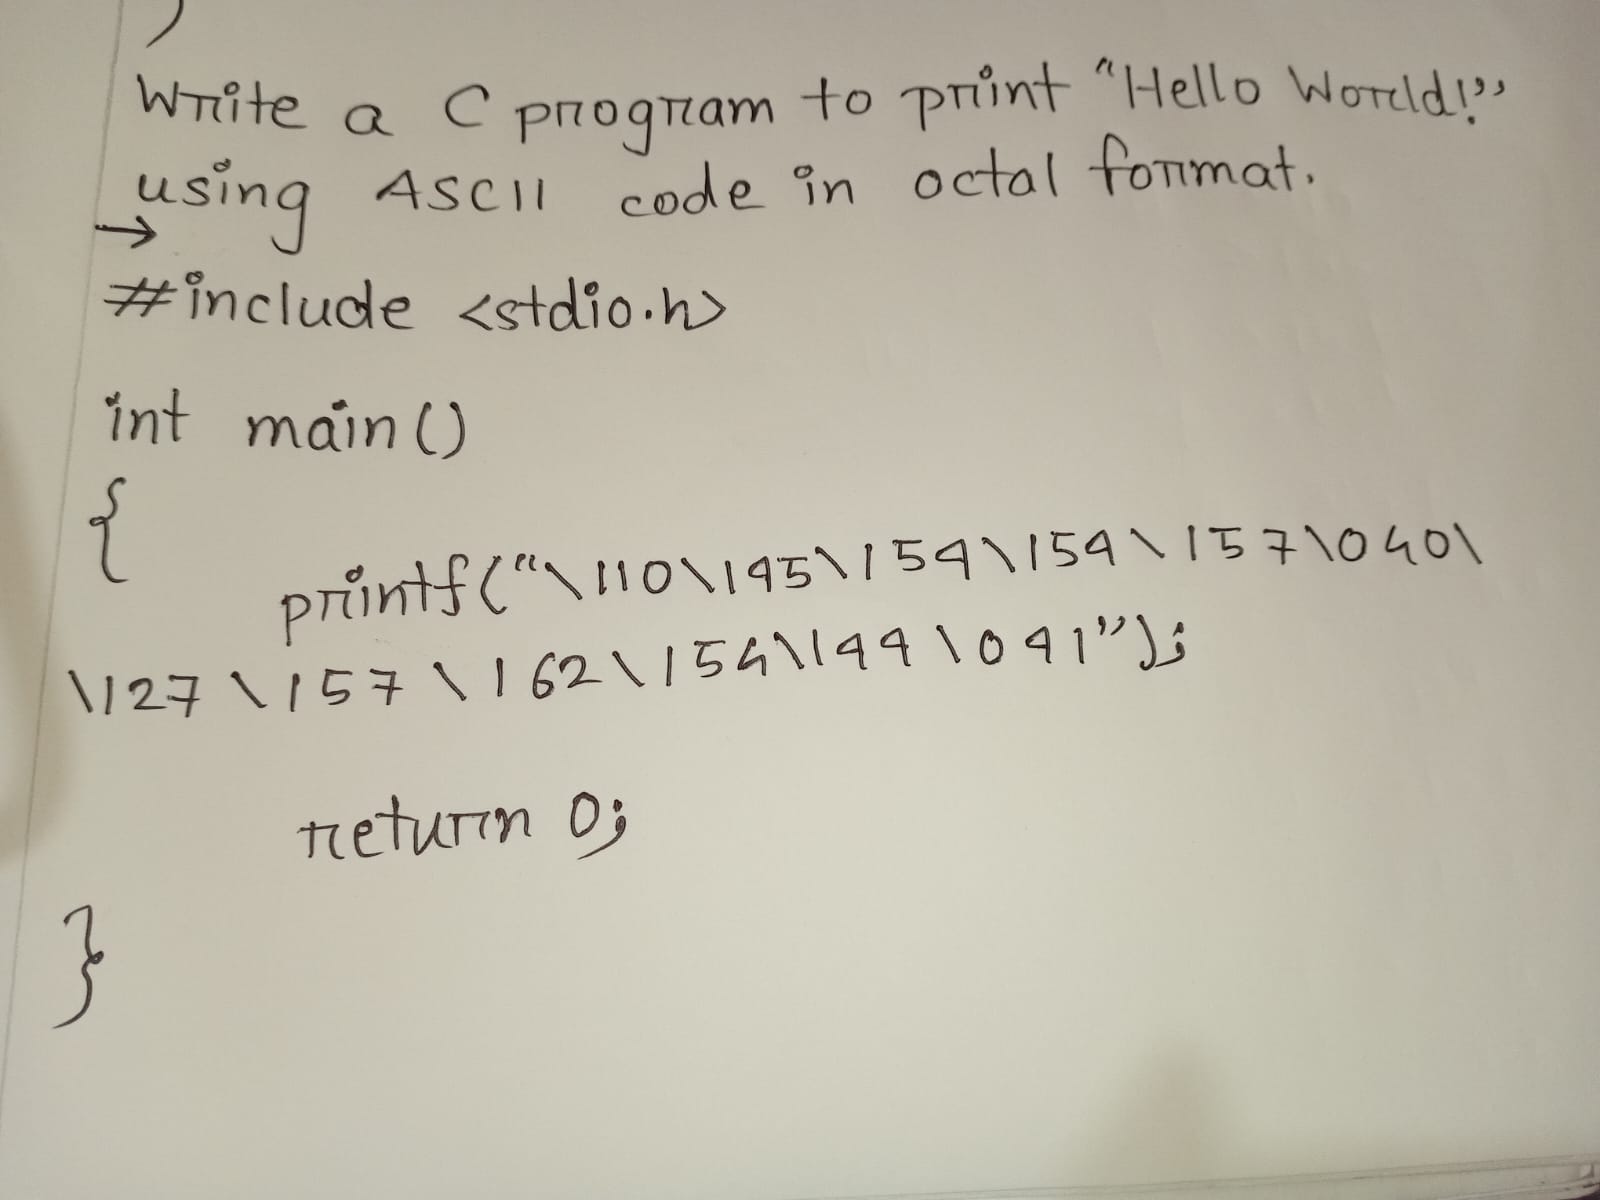 )
Write a C program to print "Hello World!"
using ASCII code in octal format.
→
#include <stdio.h>
int main()
{
printf("\110\145\154\154\157\040\
\127\157\162\154\144\041");
return 0;
}